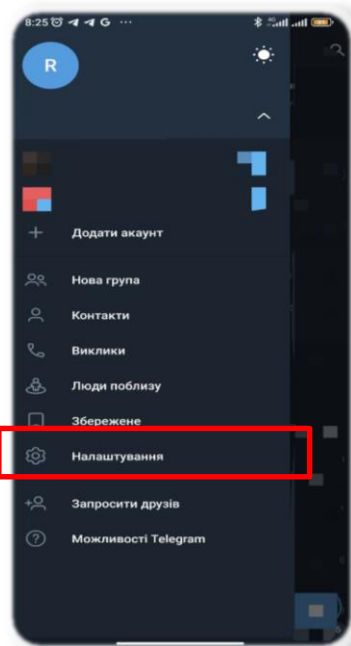 8:25
R
Додати акаунт
Нова група
Контакти
Виклики
Люди поблизу
Збережене
Налаштування
Запросити друзів
Можливості Telegram